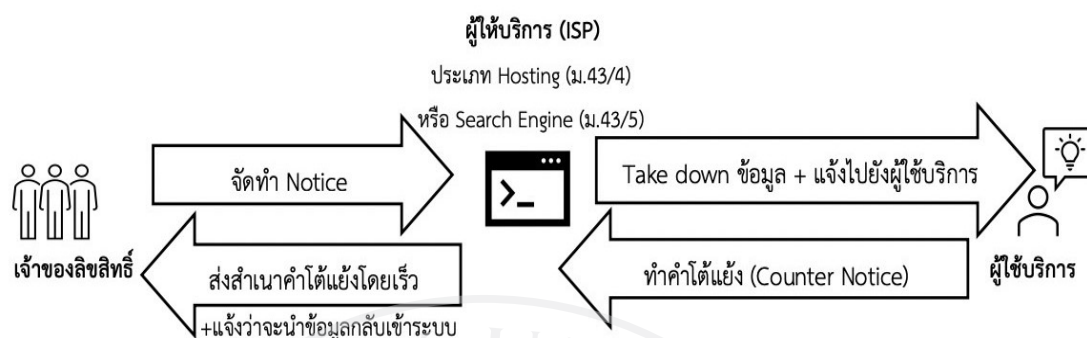 ผู้ให้บริการ (ISP)
ประเภท Hosting (ม.43/4)
หรือ Search Engine (ม.43/5)
จัดทำ Notice
Take down ข้อมูล + แจ้งไปยังผู้ใช้บริการ
เจ้าของลิขสิทธิ์
ส่งสำเนาคำโต้แย้งโดยเร็ว
+แจ้งว่าจะนำข้อมูลกลับเข้าระบบ
ทำคำโต้แย้ง (Counter Notice)
ผู้ใช้บริการ